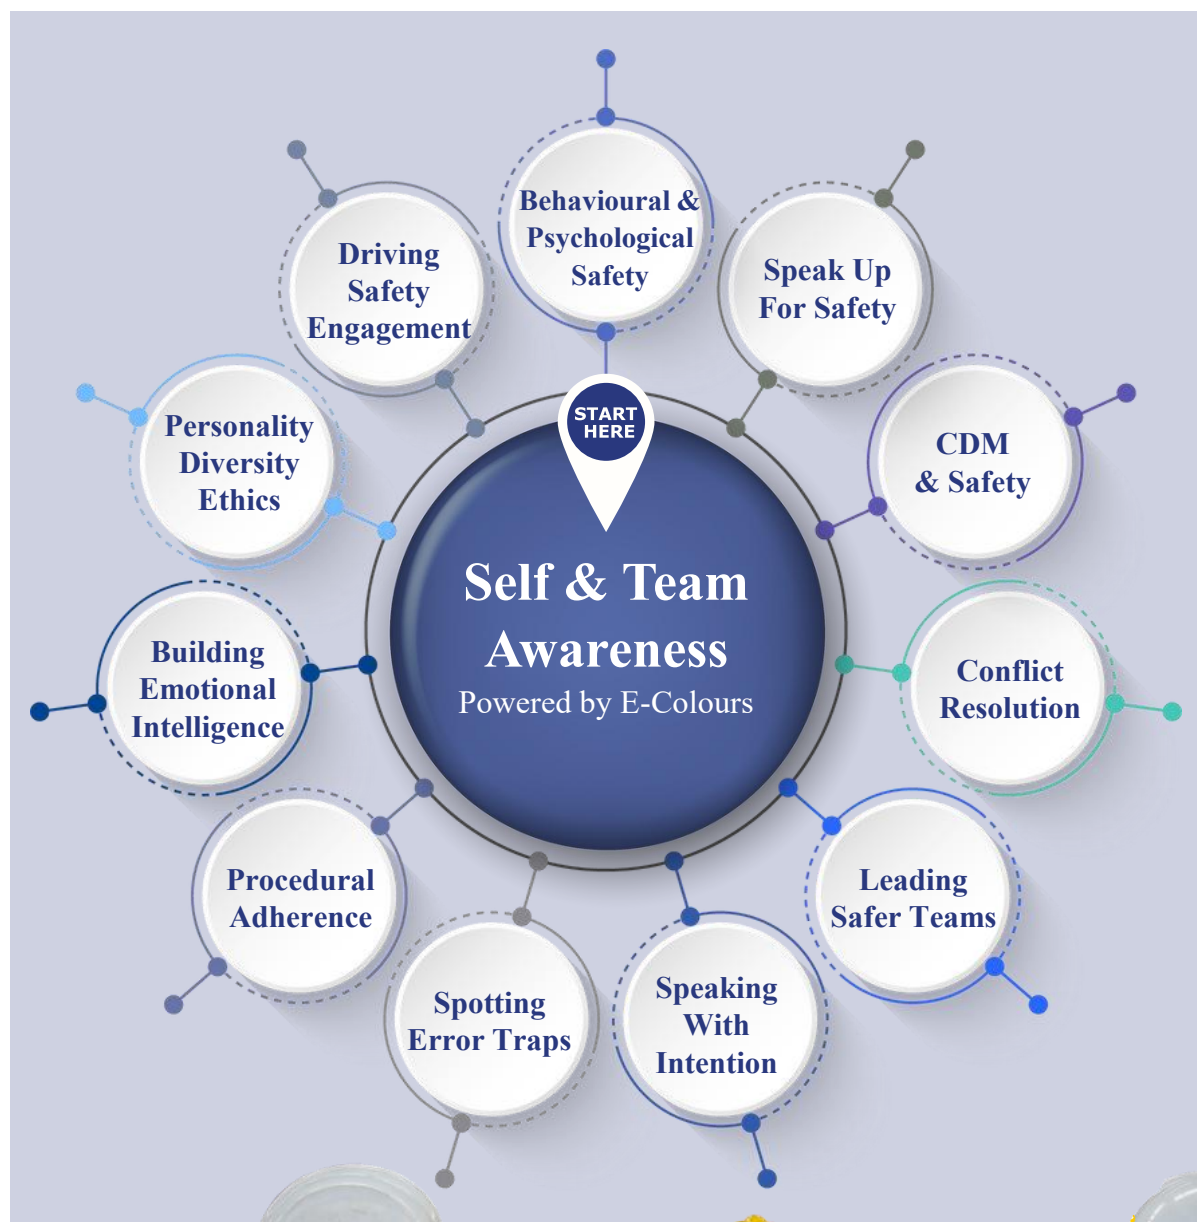 Behavioural &
Psychological
Safety
Speak Up
For Safety
CDM
& Safety
Conflict
Resolution
Leading
Safer Teams
Speaking
With
Intention
Spotting
Error Traps
Procedural
Adherence
Building
Emotional
Intelligence
Personality
Diversity
Ethics
Driving
Safety
Engagement
START
HERE
Self & Team
Awareness
Powered by E-Colours